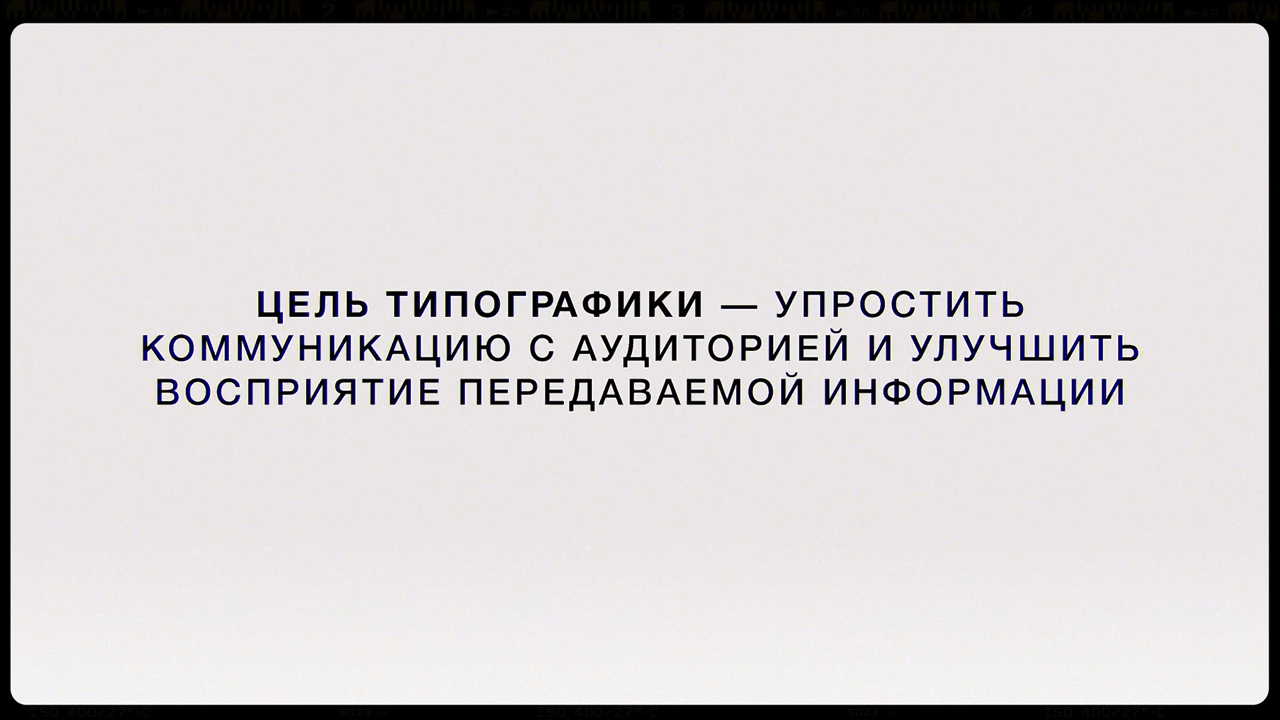 ЦЕЛЬ ТИПОГРАФИКИ — УПРОСТИТЬ
КОММУНИКАЦИЮ С АУДИТОРИЕЙ И УЛУЧШИТЬ
ВОСПРИЯТИЕ ПЕРЕДАВАЕМОЙ ИНФОРМАЦИИ